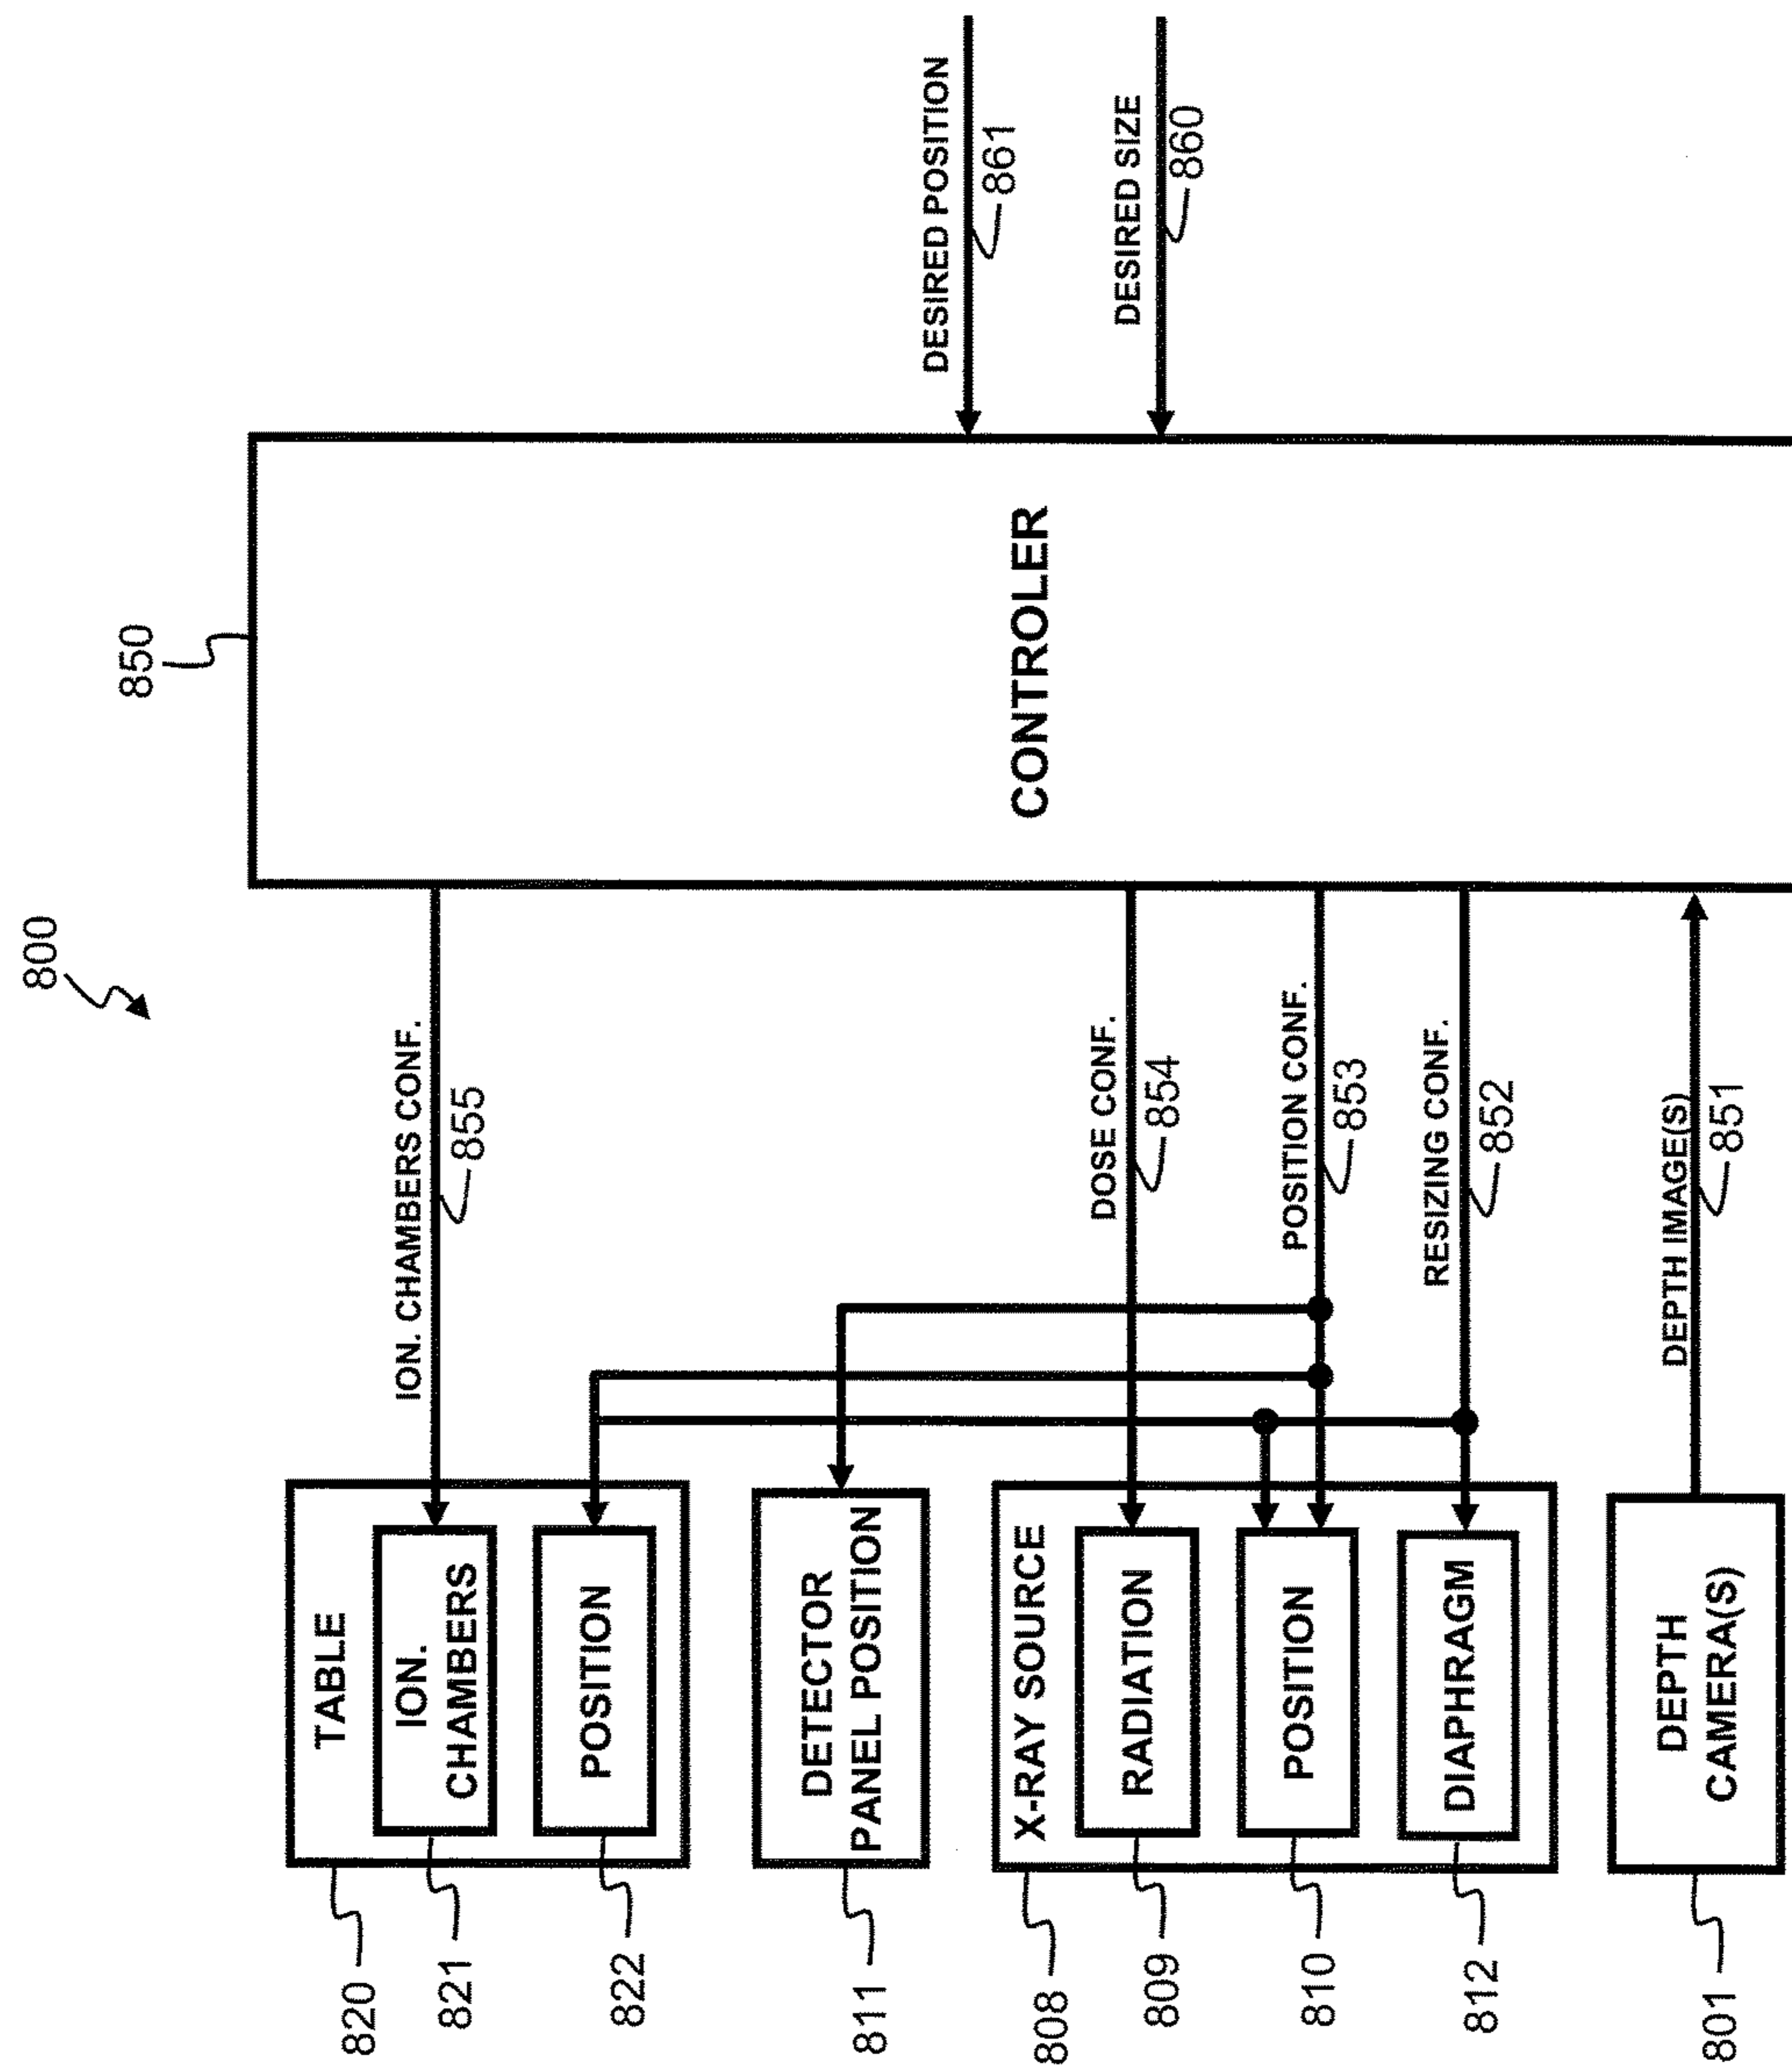 800
850
CONTROLER
TABLE
ION.
CHAMBERS
POSITION
DETECTOR
PANEL POSITION
X-RAY SOURCE
RADIATION
POSITION
DIAPHRAGM
DEPTH
CAMERA(S)
820
821
822
811
808
809
810
812
801
ION. CHAMBERS CONF.
855
DOSE CONF.
854
POSITION CONF.
853
RESIZING CONF.
852
DEPTH IMAGE(S)
851
DESIRED POSITION
861
DESIRED SIZE
860